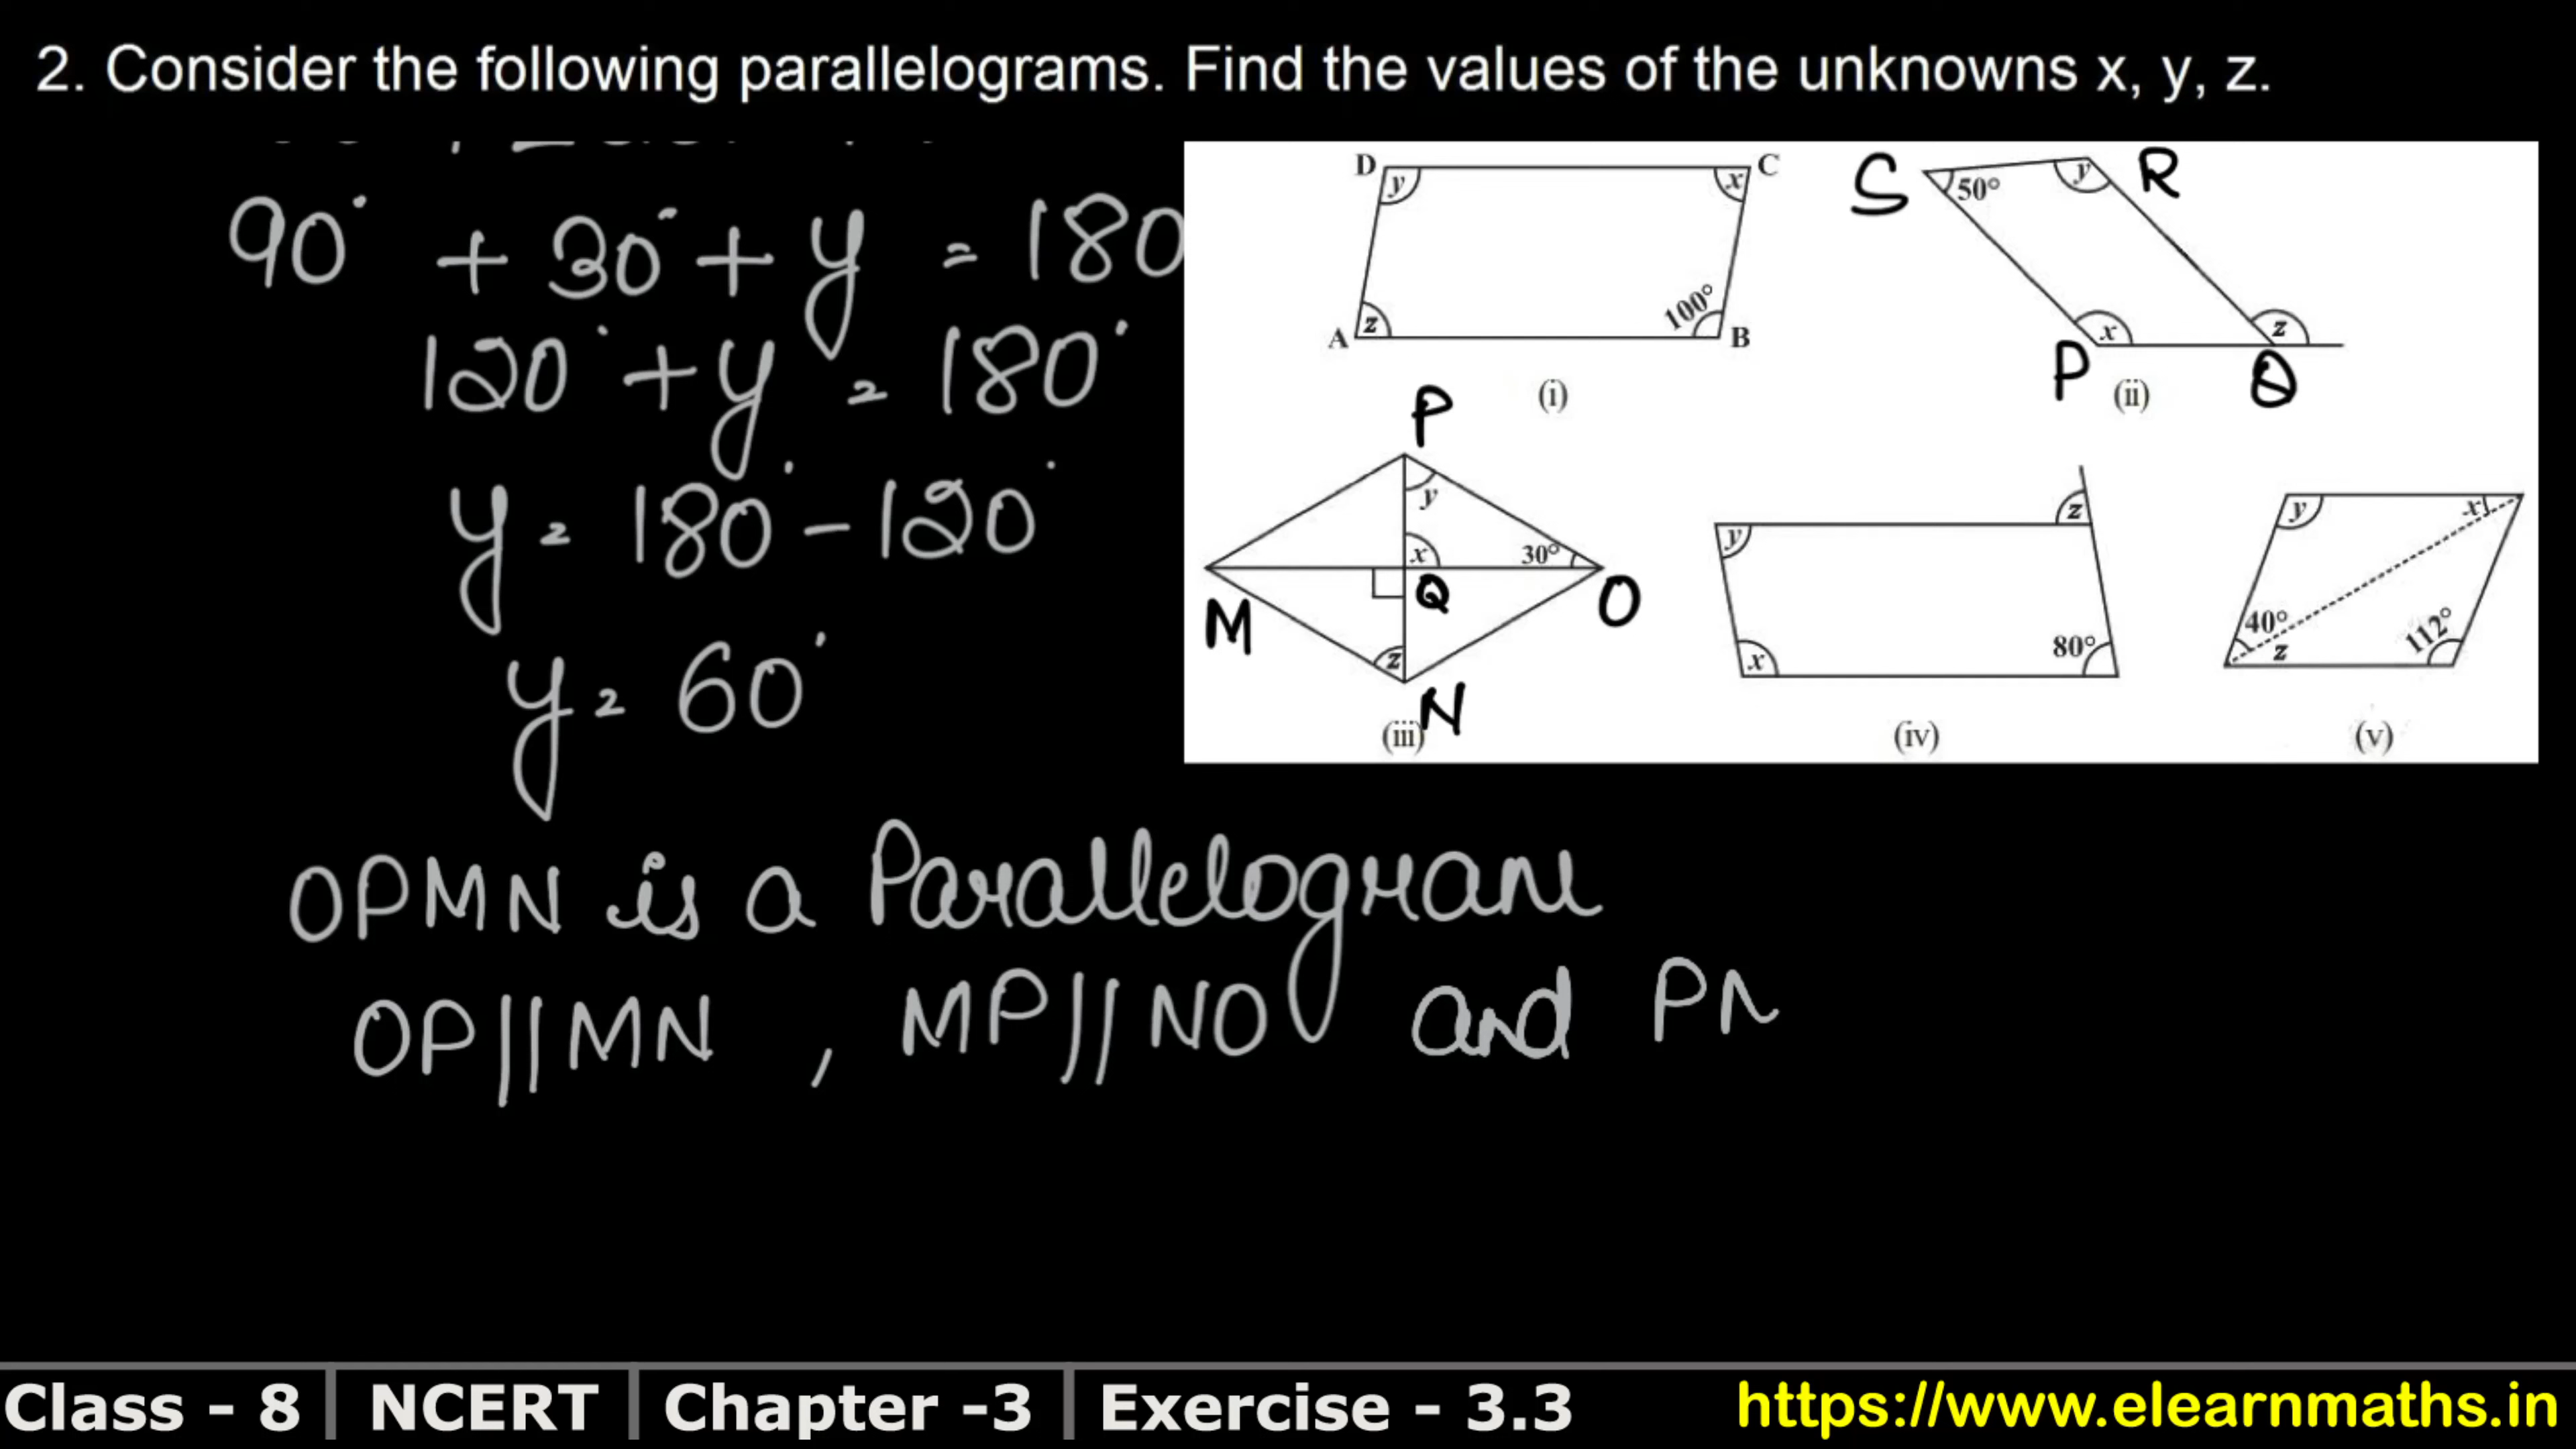 2. Consider the following parallelograms. Find the values of the unknowns x, y, z.
90° + 30° + y = 180
120° + y = 180°
y = 180° - 120°
y = 60°
OPMN is a Parallelogram
OP||MN , MP||NO and PN
D y x C
A z 100° B
(i)
S 50° y R
P x z Q
(ii)
P
y
x 30°
M Q O
z
N
(iii)
y z
x 80°
(iv)
y x
40° z 112°
(v)
Class - 8 | NCERT | Chapter -3 | Exercise - 3.3 https://www.elearnmaths.in